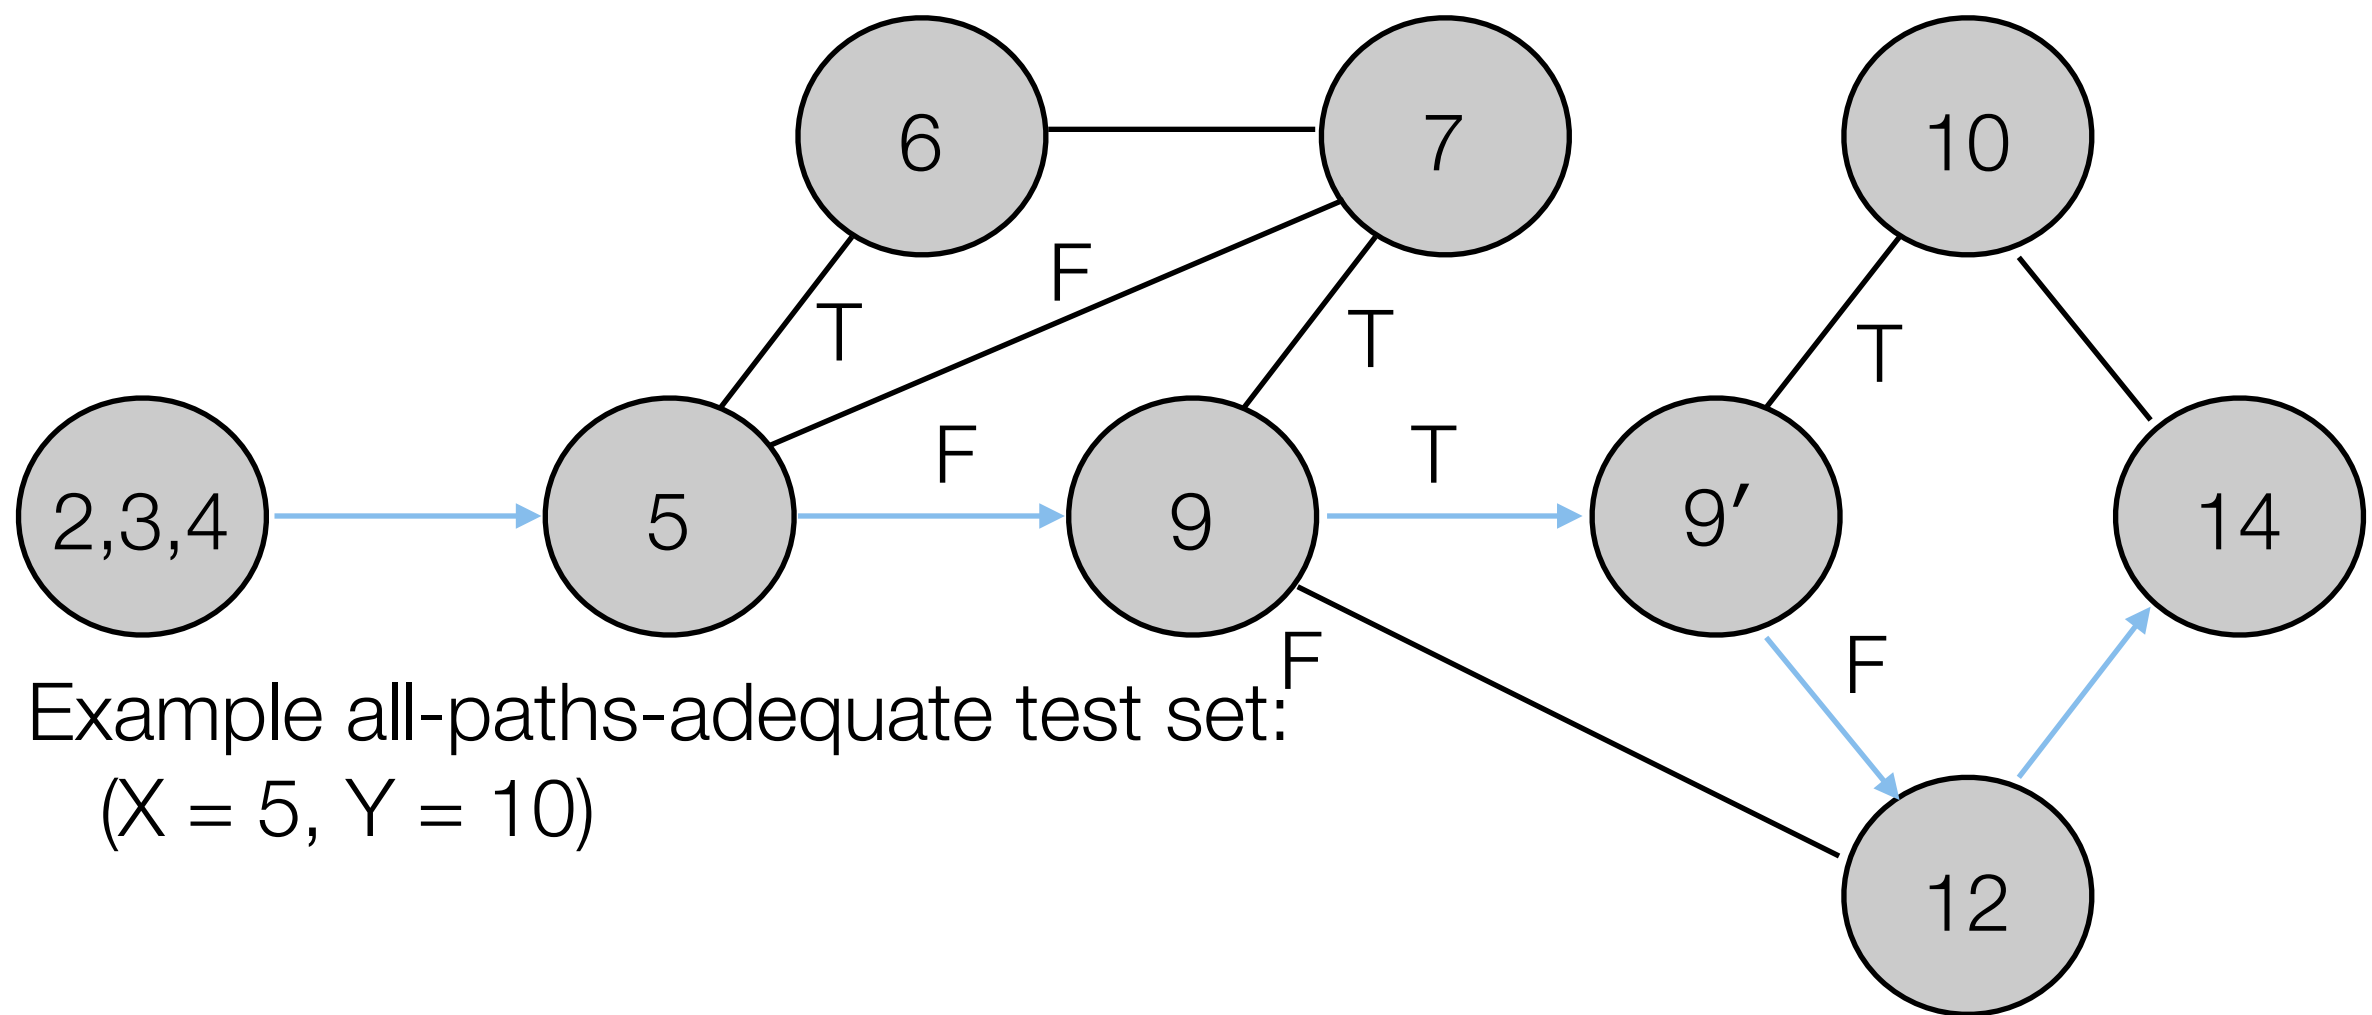 6
7
10
F
T
T
T
2,3,4
5
F
9
T
9′
14
F
F
Example all-paths-adequate test set:
(X = 5, Y = 10)
12